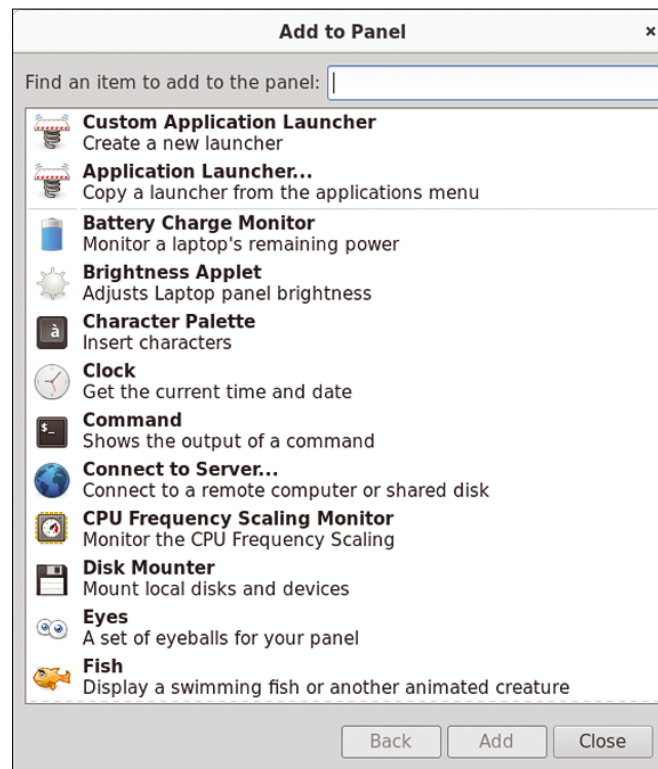 Add to Panel
×
Find an item to add to the panel:
Custom Application Launcher
Create a new launcher
Application Launcher...
Copy a launcher from the applications menu
Battery Charge Monitor
Monitor a laptop's remaining power
Brightness Applet
Adjusts Laptop panel brightness
à
Character Palette
Insert characters
Clock
Get the current time and date
$_
Command
Shows the output of a command
Connect to Server...
Connect to a remote computer or shared disk
CPU Frequency Scaling Monitor
Monitor the CPU Frequency Scaling
Disk Mounter
Mount local disks and devices
Eyes
A set of eyeballs for your panel
Fish
Display a swimming fish or another animated creature
Back Add Close